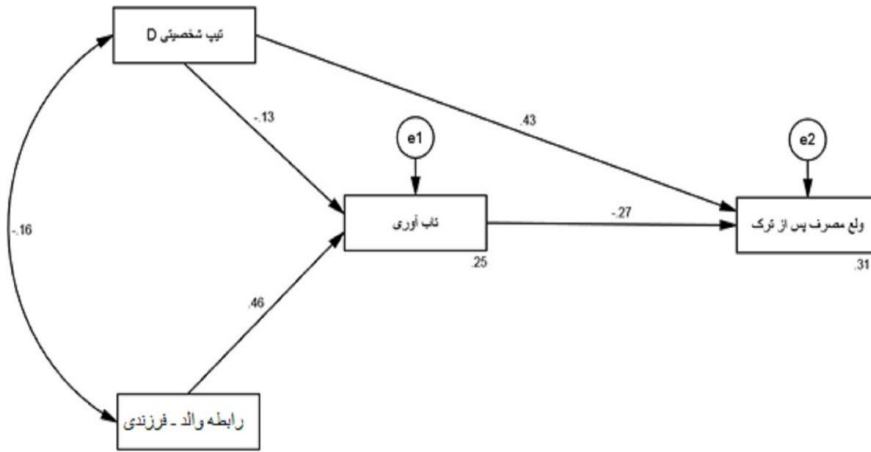 تیپ شخصیتی D
-.13
.43
e1
e2
-.16
تاب آوری
-.27
ولع مصرف پس از ترک
.25
.31
.46
رابطه والد ـ فرزندی